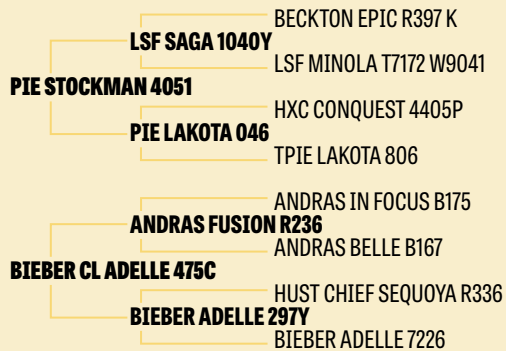 BECKTON EPIC R397 K
LSF SAGA 1040Y
LSF MINOLA T7172 W9041
PIE STOCKMAN 4051
HXC CONQUEST 4405P
PIE LAKOTA 046
TPIE LAKOTA 806
ANDRAS IN FOCUS B175
ANDRAS FUSION R236
ANDRAS BELLE B167
BIEBER CL ADELLE 475C
HUST CHIEF SEQUOYA R336
BIEBER ADELLE 297Y
BIEBER ADELLE 7226